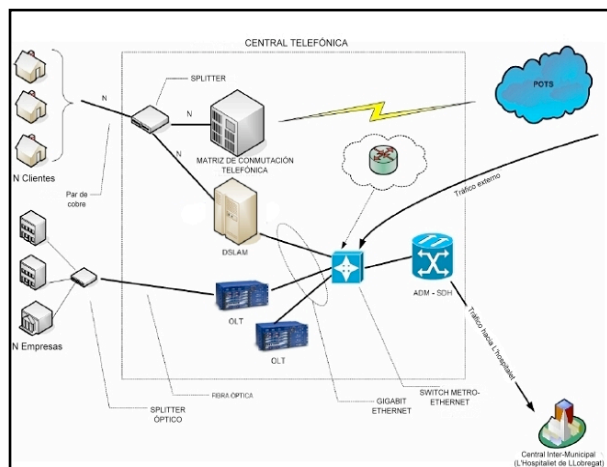 CENTRAL TELEFÓNICA
SPLITTER
POTS
N
N
N
MATRIZ DE CONMUTACIÓN
TELEFÓNICA
N Clientes
Par de
cobre
Tráfico externo
DSLAM
ADM - SDH
OLT
OLT
N Empresas
Tráfico hacia L'hospitalet
FIBRA ÓPTICA
SPLITTER
ÓPTICO
GIGABIT
ETHERNET
SWITCH METRO-
ETHERNET
Central Inter-Municipal
(L'Hospitalet de LLobregat)